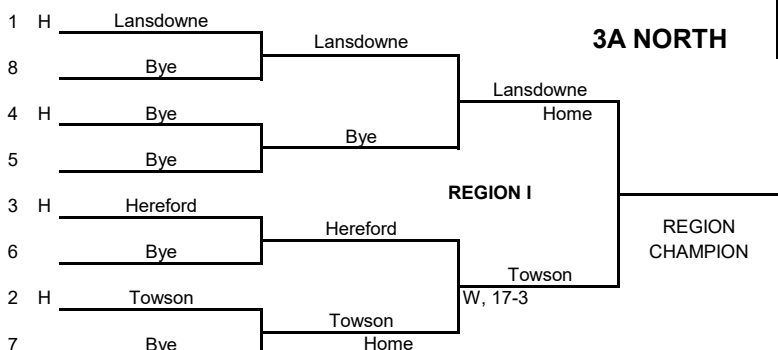 1 H Lansdowne
Lansdowne
3A NORTH
8 Bye
Lansdowne
4 H Bye
Home
Bye
5 Bye
REGION I
3 H Hereford
Hereford
REGION
CHAMPION
6 Bye
Towson
2 H Towson
W, 17-3
Towson
7 Bye
Home